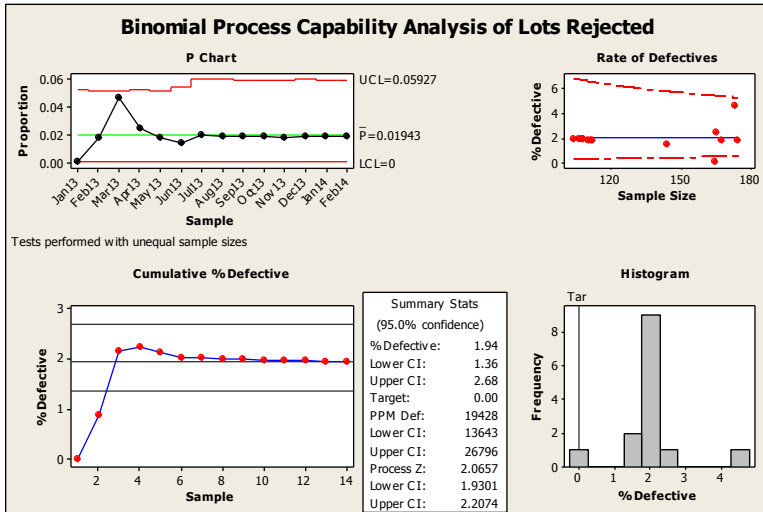 Binomial Process Capability Analysis of Lots Rejected
P Chart
0.06
0.04
0.02
0.00
Proportion
UCL=0.05927
P=0.01943
LCL=0
Jan13 Feb13 Mar13 Apr13 May 13 Jun13 Jul13 Aug13 Sep13 Oct13 Nov 13 Dec13 Jan14 Feb14
Sample
Tests performed with unequal sample sizes
Rate of Defectives
6
4
2
0
%Defective
120 150 180
Sample Size
Cumulative %Defective
3
2
1
0
%Defective
2 4 6 8 10 12 14
Sample
Summary Stats
(95.0% confidence)
%Defective: 1.94
Lower CI: 1.36
Upper CI: 2.68
Target: 0.00
PPM Def: 19428
Lower CI: 13643
Upper CI: 26796
Process Z: 2.0657
Lower CI: 1.9301
Upper CI: 2.2074
Histogram
Tar
8
6
4
2
0
Frequency
0 1 2 3 4
%Defective